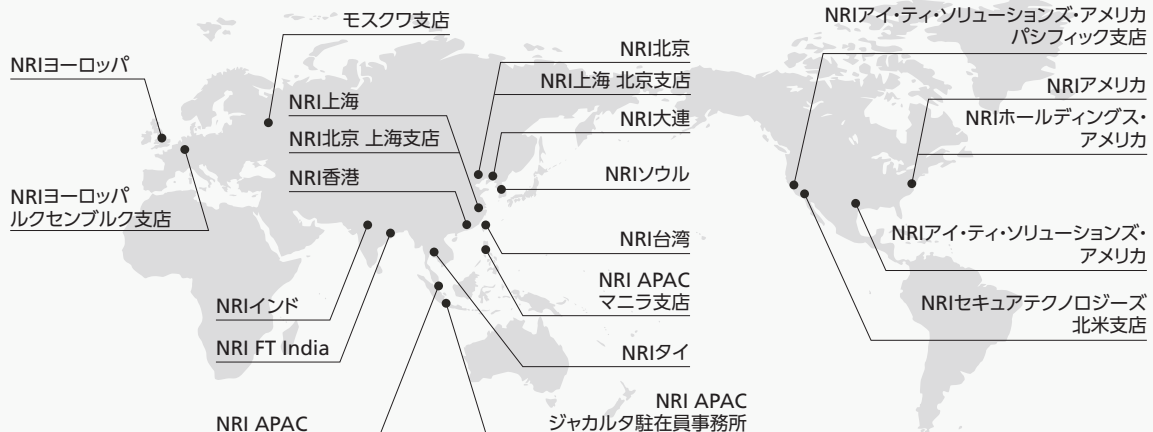 モスクワ支店
NRIヨーロッパ
NRI上海
NRI北京 上海支店
NRI香港
NRIヨーロッパ
ルクセンブルク支店
NRIインド
NRI FT India
NRI APAC
NRI北京
NRI上海 北京支店
NRI大連
NRIソウル
NRI台湾
NRI APAC
マニラ支店
NRIタイ
NRI APAC
ジャカルタ駐在員事務所
NRIアイ・ティ・ソリューションズ・アメリカ
パシフィック支店
NRIアメリカ
NRIホールディングス・
アメリカ
NRIアイ・ティ・ソリューションズ・
アメリカ
NRIセキュアテクノロジーズ
北米支店